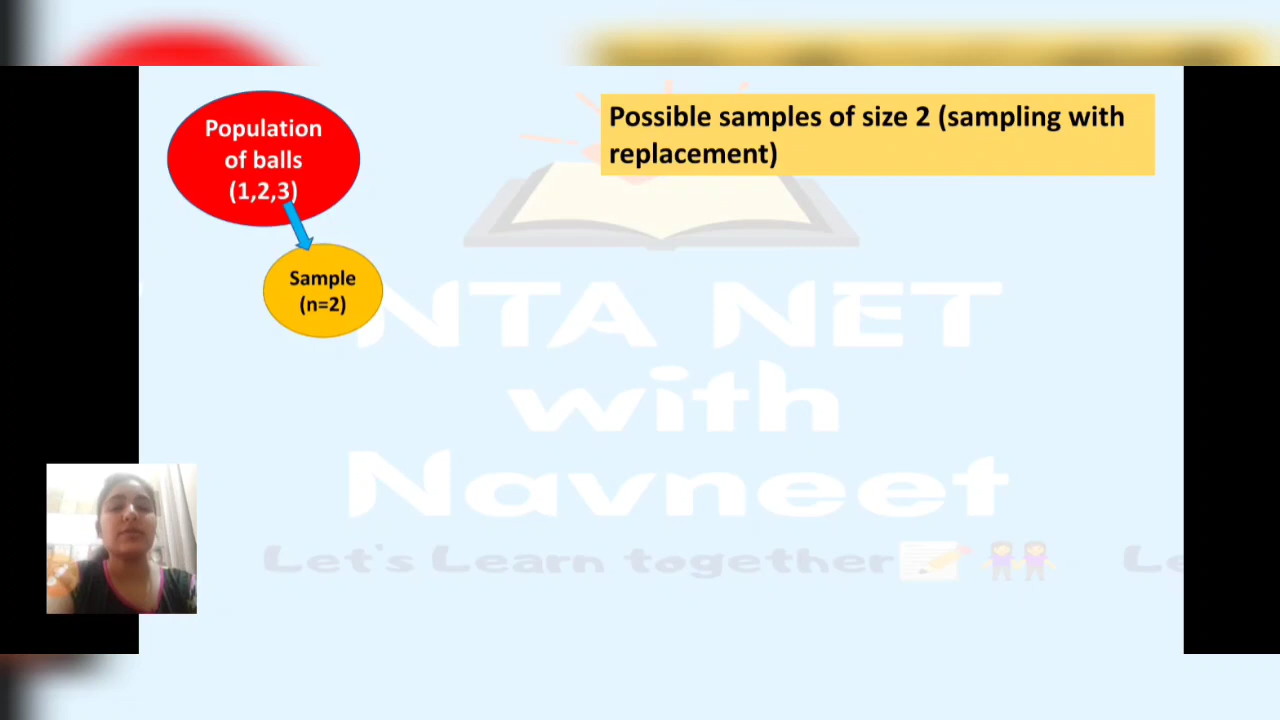 Population
of balls
(1,2,3)
Possible samples of size 2 (sampling with
replacement)
Sample
(n=2)
NTA NET
with
Navneet
Let's Learn together
Le